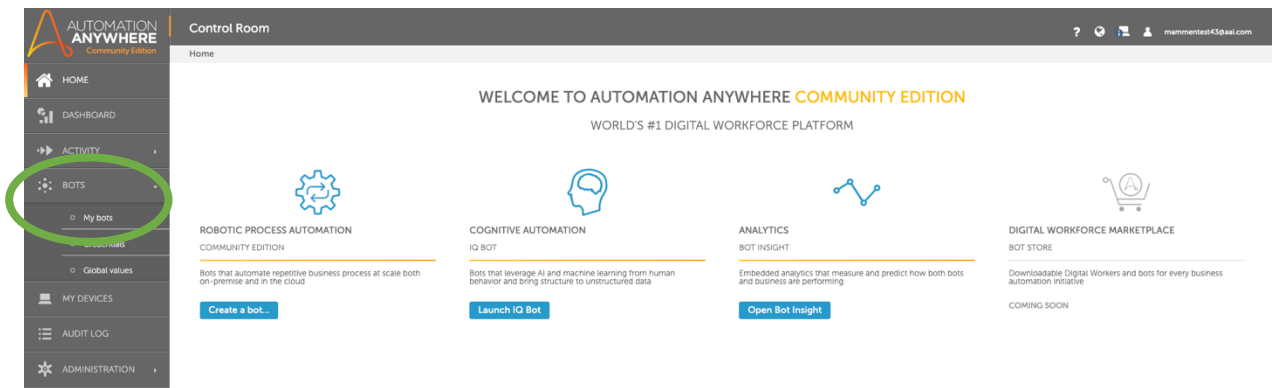 AUTOMATION
ANYWHERE
Community Edition
Control Room
mammentest43@aai.com
Home
HOME
DASHBOARD
ACTIVITY
BOTS
My bots
Credentials
Global values
MY DEVICES
AUDIT LOG
ADMINISTRATION
WELCOME TO AUTOMATION ANYWHERE COMMUNITY EDITION
WORLD'S #1 DIGITAL WORKFORCE PLATFORM
ROBOTIC PROCESS AUTOMATION
COMMUNITY EDITION
Bots that automate repetitive business process at scale both
on-premise and in the cloud
Create a bot...
COGNITIVE AUTOMATION
IQ BOT
Bots that leverage AI and machine learning from human
behavior and bring structure to unstructured data
Launch IQ Bot
ANALYTICS
BOT INSIGHT
Embedded analytics that measure and predict how both bots
and business are performing
Open Bot Insight
DIGITAL WORKFORCE MARKETPLACE
BOT STORE
Downloadable Digital Workers and bots for every business
automation initiative
COMING SOON